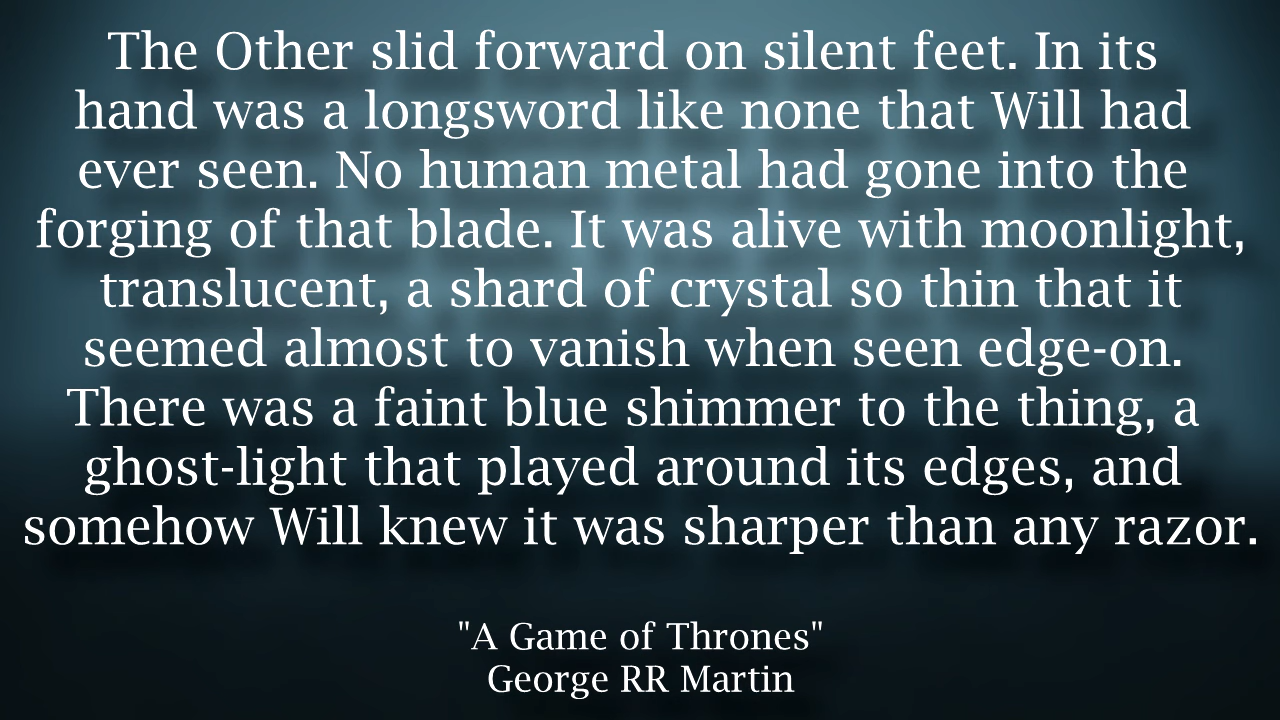 The Other slid forward on silent feet. In its
hand was a longsword like none that Will had
ever seen. No human metal had gone into the
forging of that blade. It was alive with moonlight,
translucent, a shard of crystal so thin that it
seemed almost to vanish when seen edge-on.
There was a faint blue shimmer to the thing, a
ghost-light that played around its edges, and
somehow Will knew it was sharper than any razor.
"A Game of Thrones"
George RR Martin